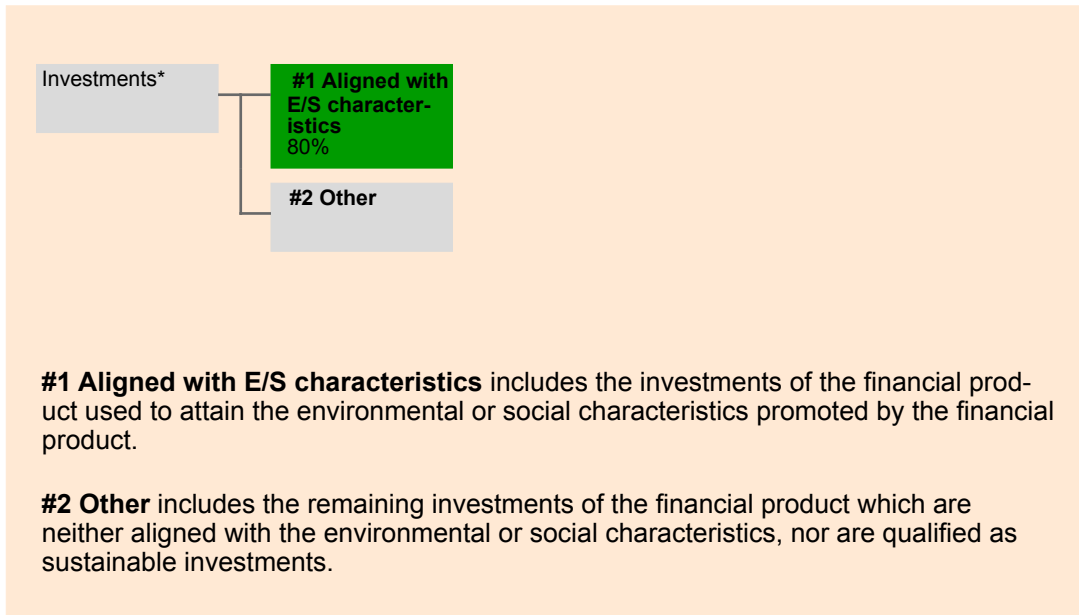 Investments*
#1 Aligned with
E/S character-
istics
80%
#2 Other
#1 Aligned with E/S characteristics includes the investments of the financial prod-
uct used to attain the environmental or social characteristics promoted by the financial
product.
#2 Other includes the remaining investments of the financial product which are
neither aligned with the environmental or social characteristics, nor are qualified as
sustainable investments.